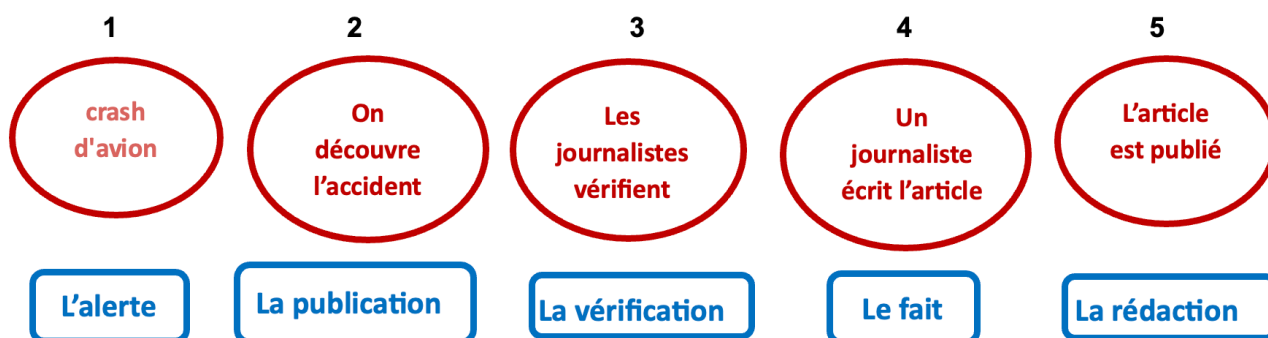 1 2 3 4 5
crash
d'avion
On
découvre
l'accident
Les
journalistes
vérifient
Un
journaliste
écrit l'article
L'article
est publié
L'alerte
La publication
La vérification
Le fait
La rédaction